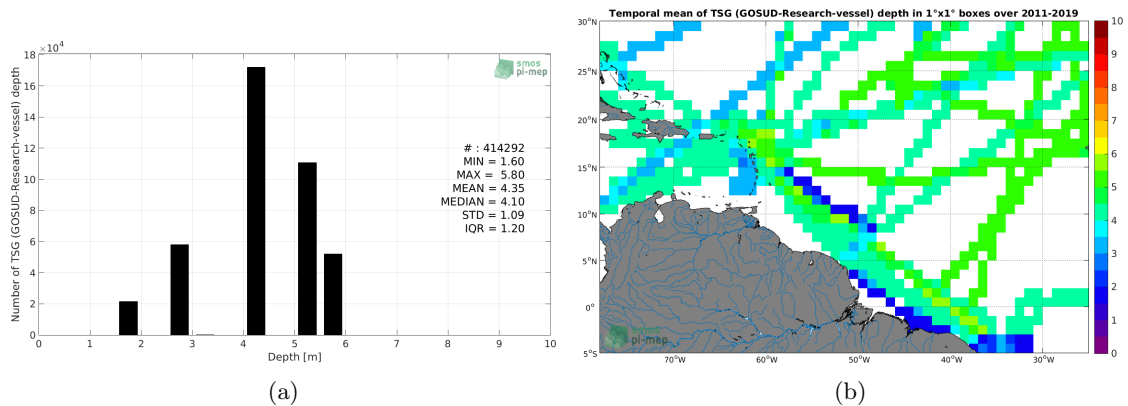 ×10⁴
18
16
14
12
10
8
6
4
2
0
Number of TSG (GOSUD-Research-vessel) depth
smos
pi-mep
# : 414292
MIN = 1.60
MAX = 5.80
MEAN = 4.35
MEDIAN = 4.10
STD = 1.09
IQR = 1.20
0 1 2 3 4 5 6 7 8 9 10
Depth [m]
(a)
Temporal mean of TSG (GOSUD-Research-vessel) depth in 1°x1° boxes over 2011-2019
30°N
25°N
20°N
15°N
10°N
5°N
0°
5°S
70°W 60°W 50°W 40°W 30°W
smos
pi-mep
10
9
8
7
6
5
4
3
2
1
0
(b)